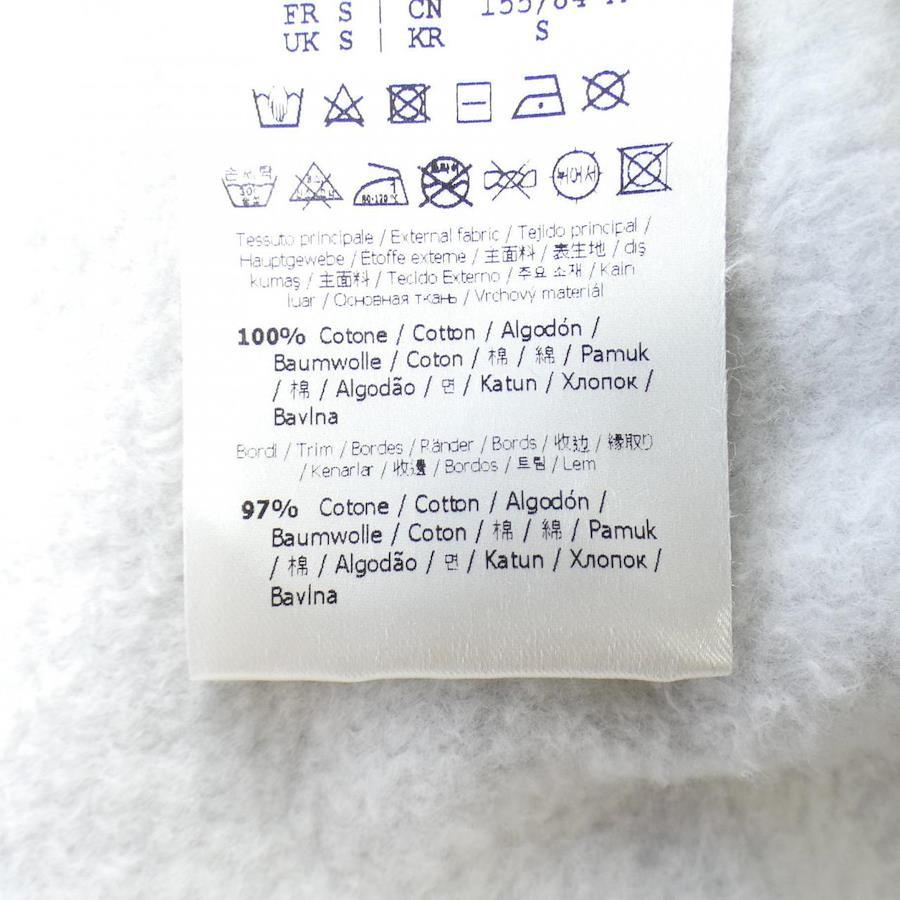 FR S | CN 155/84
UK S | KR S
Tessuto principale / External fabric / Tejido principal /
Hauptgewebe / Étoffe externe / 主面料 / 表生地 / dış
kumaş / 主面料 / Tecido Externo / 주요 소재 / Kain
luar / Основная ткань / Vrchový materiál
100% Cotone / Cotton / Algodón /
Baumwolle / Coton / 棉 / 綿 / Pamuk
/ 棉 / Algodão / 면 / Katun / Хлопок /
Bavlna
Bordi / Trim / Bordes / Ränder / Bords / 收边 / 縁取り
/ Kenarlar / 收邊 / Bordos / 트림 / Lem
97% Cotone / Cotton / Algodón /
Baumwolle / Coton / 棉 / 綿 / Pamuk
/ 棉 / Algodão / 면 / Katun / Хлопок /
Bavlna